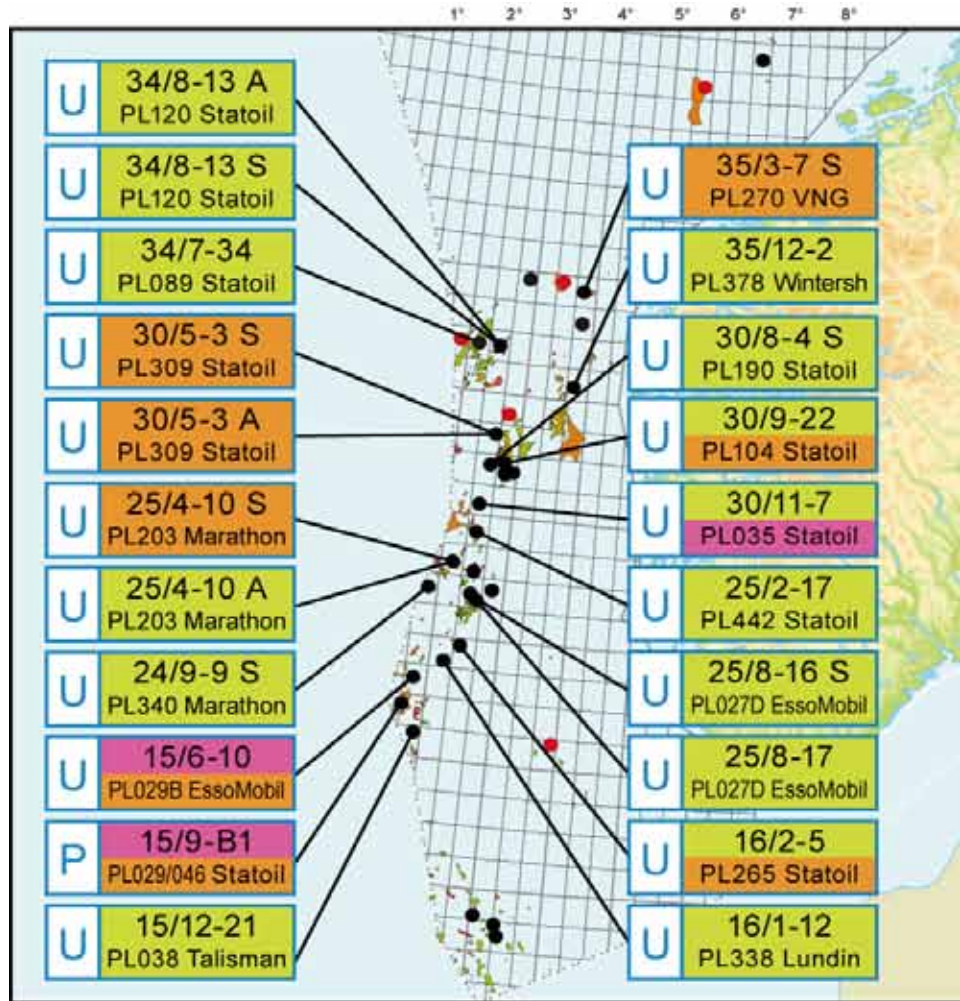 1° 2° 3° 4° 5° 6° 7° 8°
U
34/8-13 A
PL120 Statoil
U
34/8-13 S
PL120 Statoil
U
34/7-34
PL089 Statoil
U
30/5-3 S
PL309 Statoil
U
30/5-3 A
PL309 Statoil
U
25/4-10 S
PL203 Marathon
U
25/4-10 A
PL203 Marathon
U
24/9-9 S
PL340 Marathon
U
15/6-10
PL029B EssoMobil
P
15/9-B1
PL029/046 Statoil
U
15/12-21
PL038 Talisman
U
35/3-7 S
PL270 VNG
U
35/12-2
PL378 Wintersh
U
30/8-4 S
PL190 Statoil
U
30/9-22
PL104 Statoil
U
30/11-7
PL035 Statoil
U
25/2-17
PL442 Statoil
U
25/8-16 S
PL027D EssoMobil
U
25/8-17
PL027D EssoMobil
U
16/2-5
PL265 Statoil
U
16/1-12
PL338 Lundin